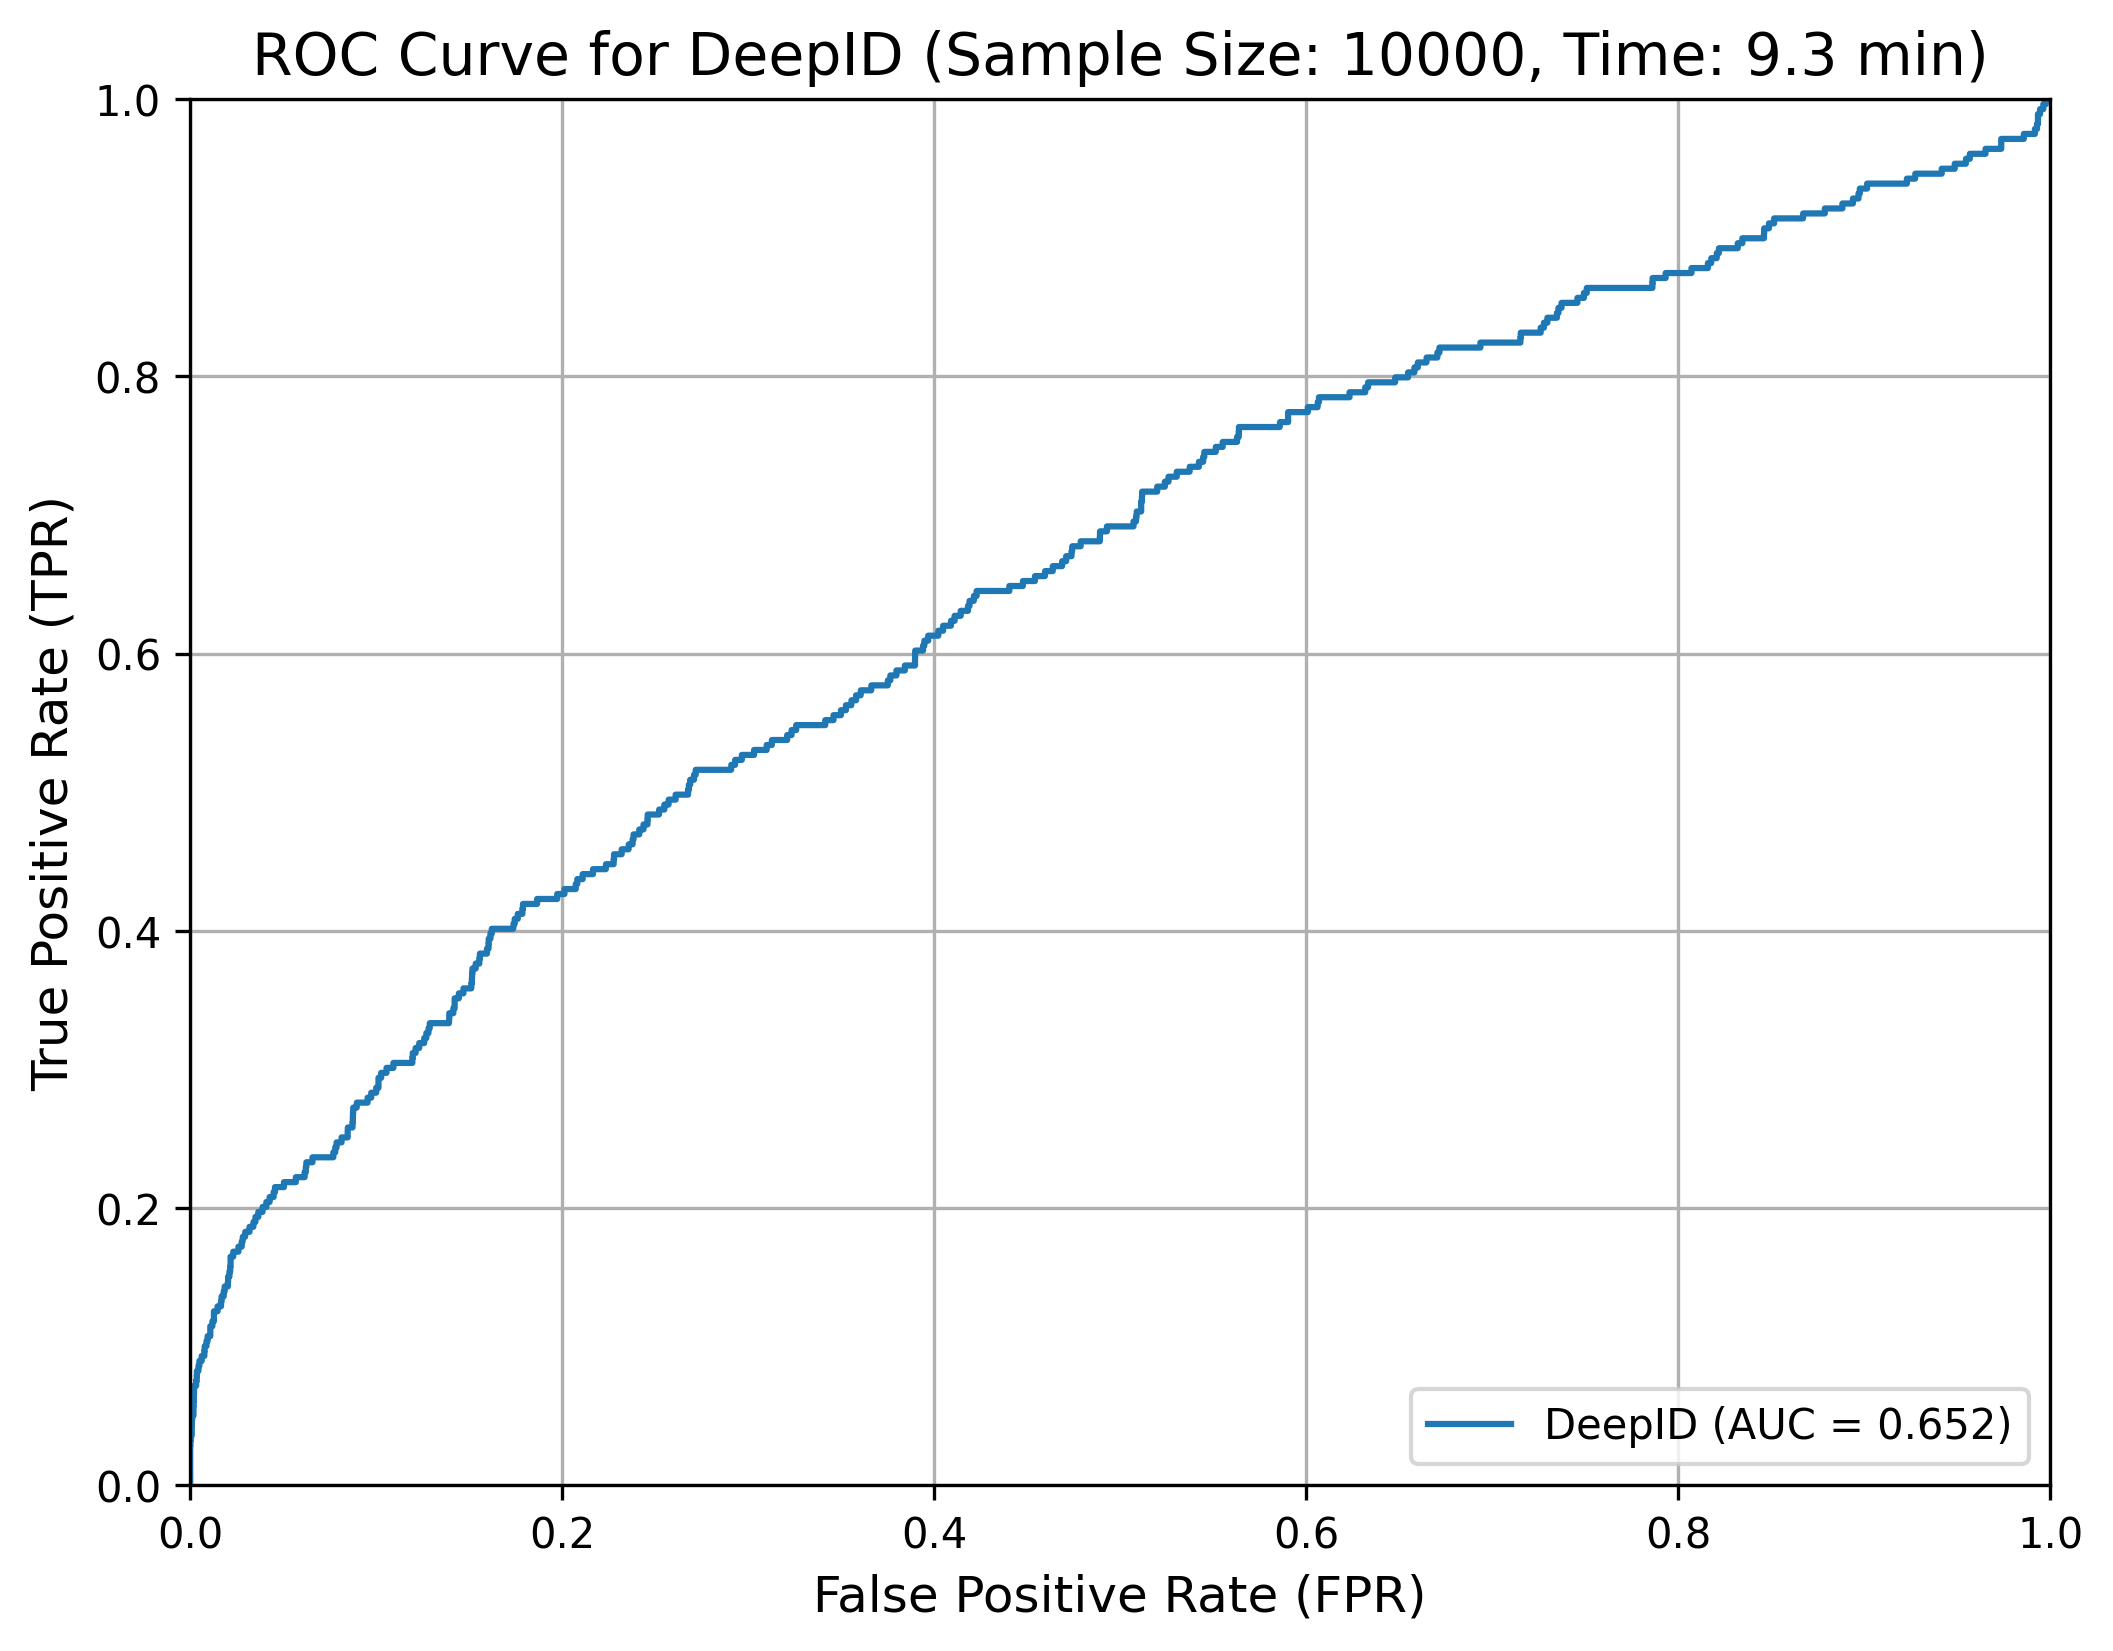 ROC Curve for DeepID (Sample Size: 10000, Time: 9.3 min)
1.0
0.8
0.6
0.4
0.2
0.0
True Positive Rate (TPR)
DeepID (AUC = 0.652)
0.0 0.2 0.4 0.6 0.8 1.0
False Positive Rate (FPR)